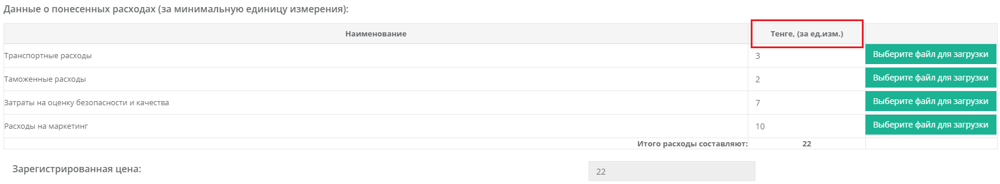 Данные о понесенных расходах (за минимальную единицу измерения):
Наименование Тенге, (за ед.изм.)
Транспортные расходы 3 Выберите файл для загрузки
Таможенные расходы 2 Выберите файл для загрузки
Затраты на оценку безопасности и качества 7 Выберите файл для загрузки
Расходы на маркетинг 10 Выберите файл для загрузки
Итого расходы составляют: 22
Зарегистрированная цена: 22